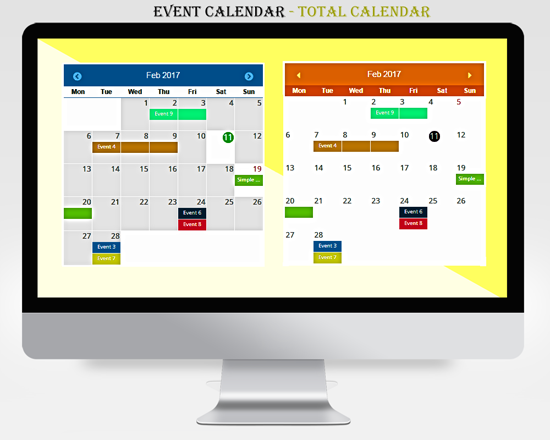 EVENT CALENDAR - TOTAL CALENDAR
Feb 2017
Mon Tue Wed Thu Fri Sat Sun
1 2 3 4 5
Event 9
6 7 8 9 10 11 12
Event 4
13 14 15 16 17 18 19
Simple ...
20 21 22 23 24 25 26
Event 6
Event 8
27 28
Event 3
Event 7
Feb 2017
Mon Tue Wed Thu Fri Sat Sun
1 2 3 4 5
Event 9
6 7 8 9 10 11 12
Event 4
13 14 15 16 17 18 19
Simple ...
20 21 22 23 24 25 26
Event 6
Event 8
27 28
Event 3
Event 7